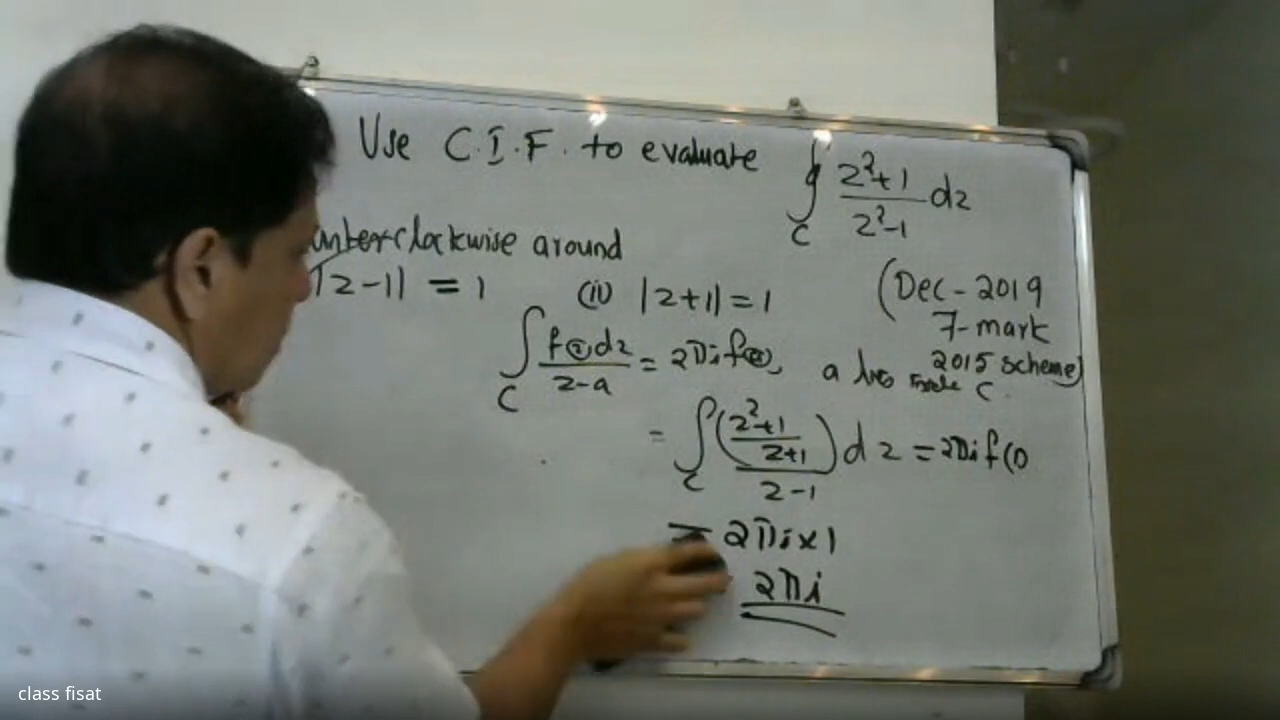 Use C.I.F. to evaluate ∮_C (z²+1)/(z²-1) dz
clockwise around
|z-1| = 1 (ii) |z+1| = 1 (Dec-2019
7-mark
2015 scheme)
∫_C f(z)dz/(z-a) = 2πi f(a), a lies inside C.
= ∫_C ((z²+1)/(z+1))/(z-1) dz = 2πi f(1)
= 2πi×1
2πi
class fisat